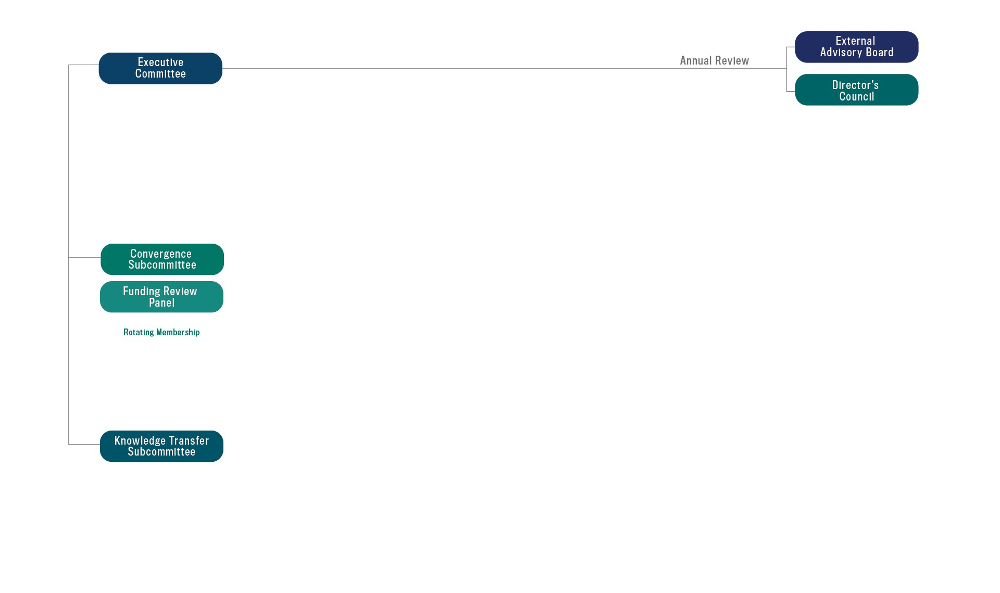 External
Advisory Board
Executive
Committee
Annual Review
Director's
Council
Convergence
Subcommittee
Funding Review
Panel
Rotating Membership
Knowledge Transfer
Subcommittee